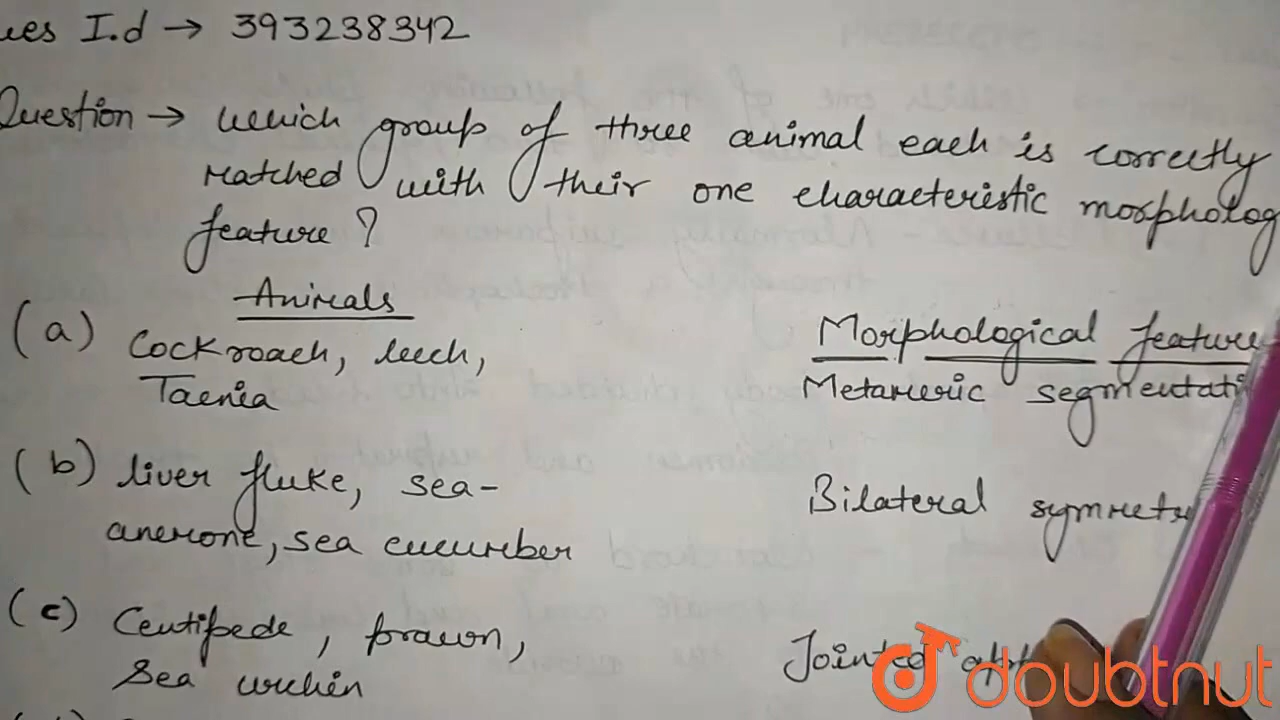 ues I.d → 393238342
Question → which group of three animal each is correctly
matched with their one characteristic morpholog
feature ?
Animals
Morphological feature
(a) Cockroach, leech,
Taenia
Metameric segmentati
(b) liver fluke, sea-
anemone, sea cucumber
Bilateral symmetr
(c) Centipede, prawn,
Sea urchin
Jointed app
doubtnut